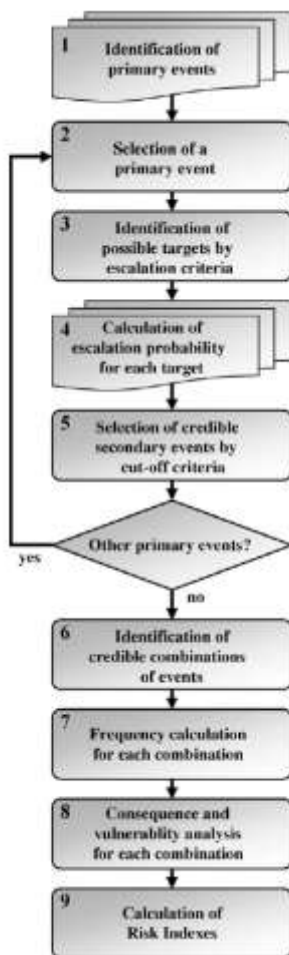 1
Identification of
primary events
2
Selection of a
primary event
3
Identification of
possible targets by
escalation criteria
4
Calculation of
escalation probability
for each target
5
Selection of credible
secondary events by
cut-off criteria
Other primary events?
yes
no
6
Identification of
credible combinations
of events
7
Frequency calculation
for each combination
8
Consequence and
vulnerablity analysis
for each combination
9
Calculation of
Risk Indexes